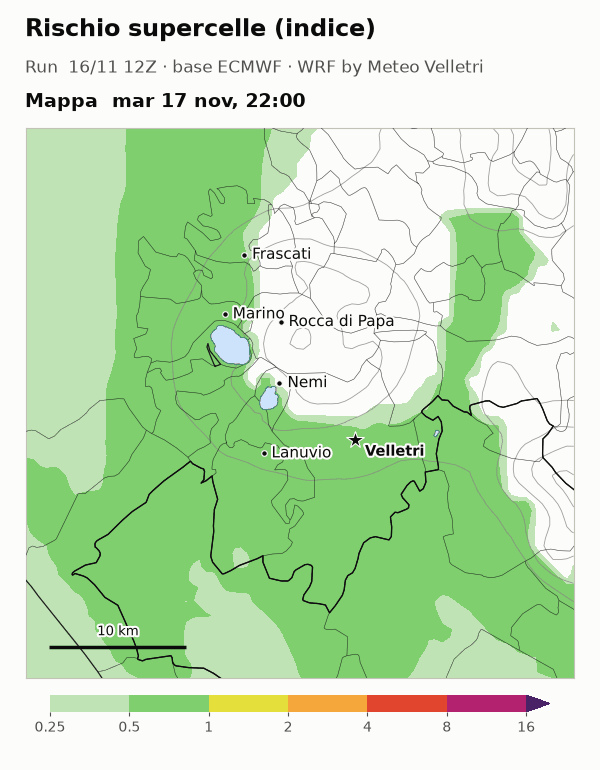 Rischio supercelle (indice)
Run  16/11 12Z · base ECMWF · WRF by Meteo Velletri
Mappa  mar 17 nov, 22:00
Frascati
Marino
Rocca di Papa
Nemi
Velletri
Lanuvio
10 km
0.25 0.5 1 2 4 8 16